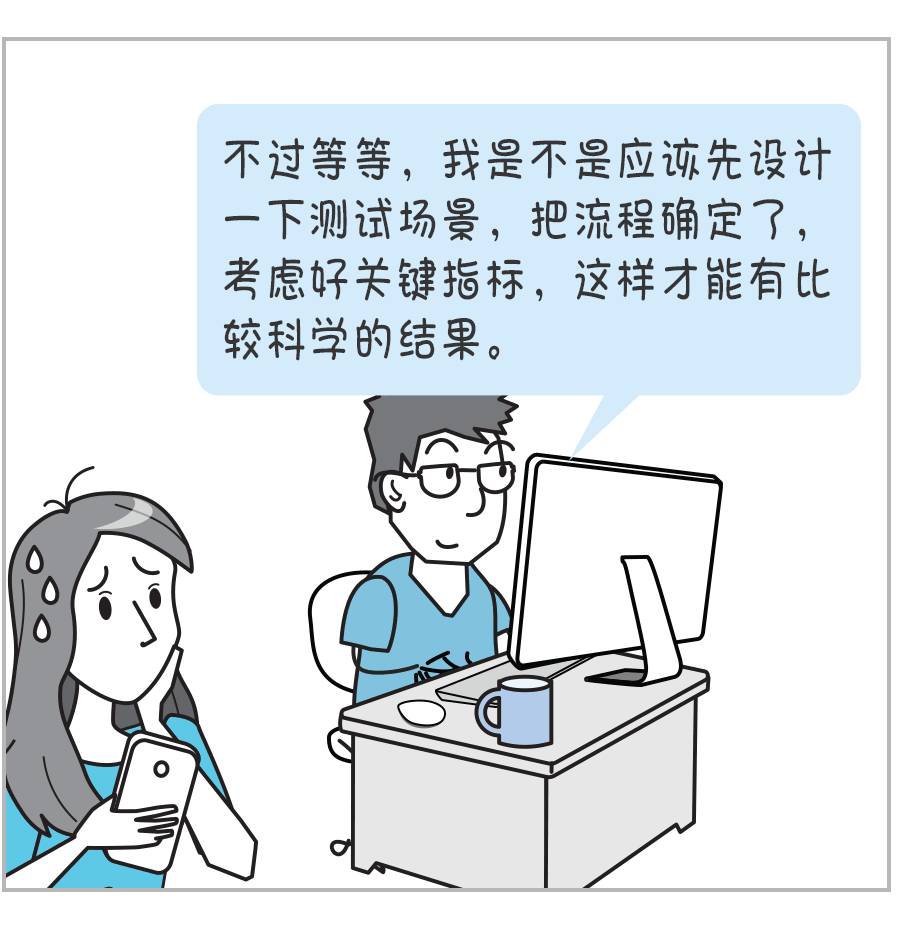 不过等等，我是不是应该先设计
一下测试场景，把流程确定了，
考虑好关键指标，这样才能有比
较科学的结果。